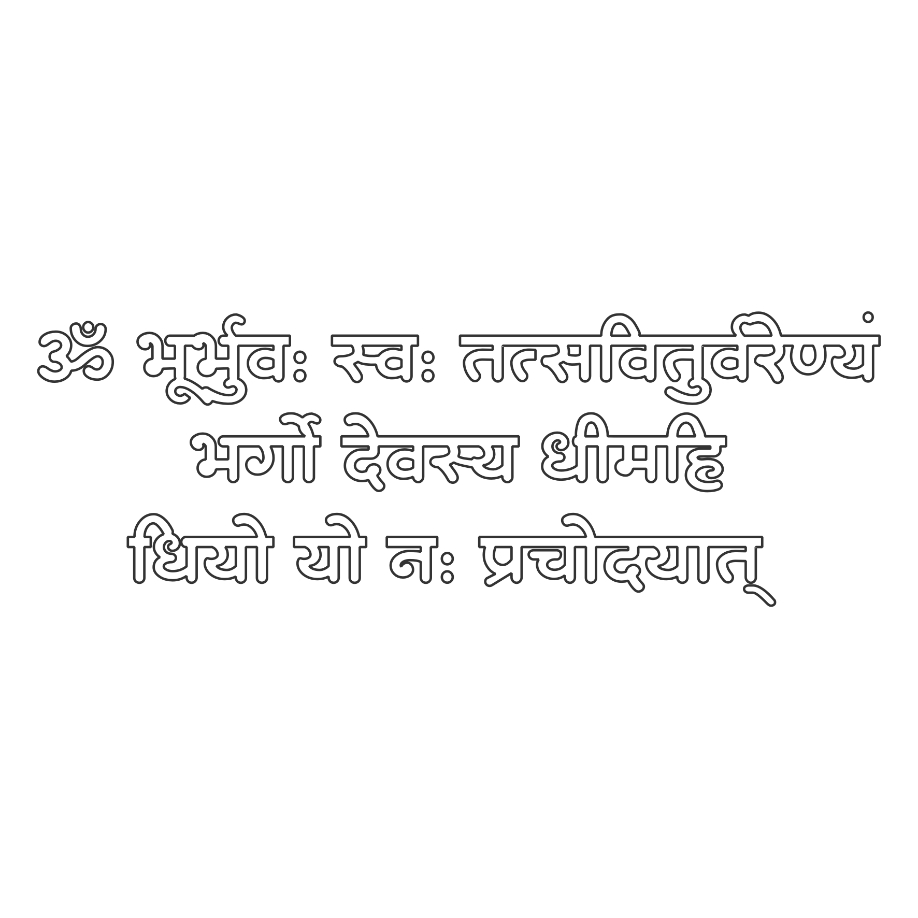 ॐ भूर्भुवः स्वः तत्सवितुर्वरेण्यं
भर्गो देवस्य धीमहि
धियो यो नः प्रचोदयात्